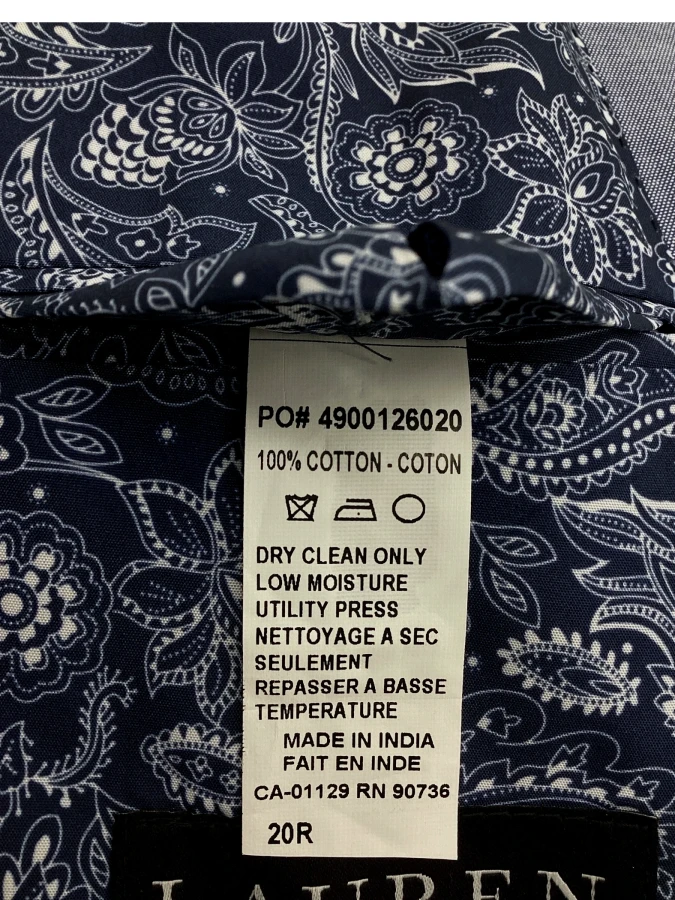 PO# 4900126020
100% COTTON - COTON
DRY CLEAN ONLY
LOW MOISTURE
UTILITY PRESS
NETTOYAGE A SEC
SEULEMENT
REPASSER A BASSE
TEMPERATURE
MADE IN INDIA
FAIT EN INDE
CA-01129 RN 90736
20R
LAUREN